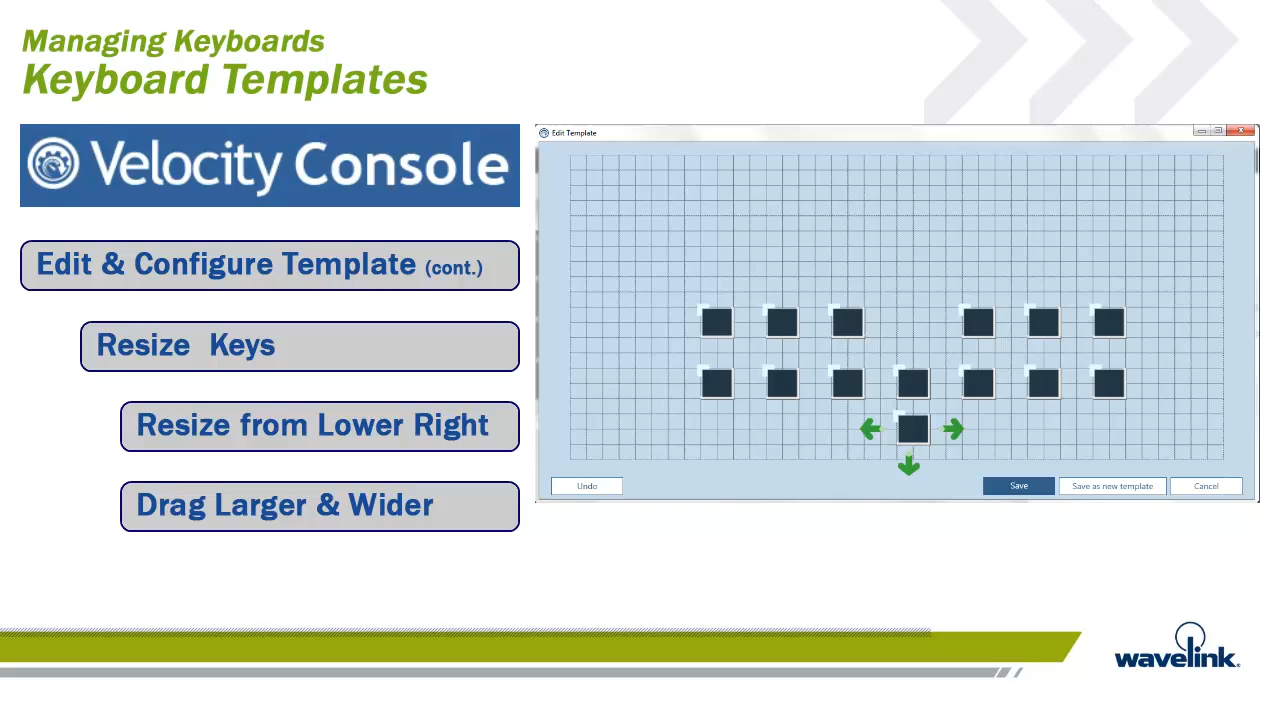 Managing Keyboards
Keyboard Templates
Velocity Console
Edit & Configure Template (cont.)
Resize Keys
Resize from Lower Right
Drag Larger & Wider
Edit Template
Undo
Save
Save as new template
Cancel
wavelink®